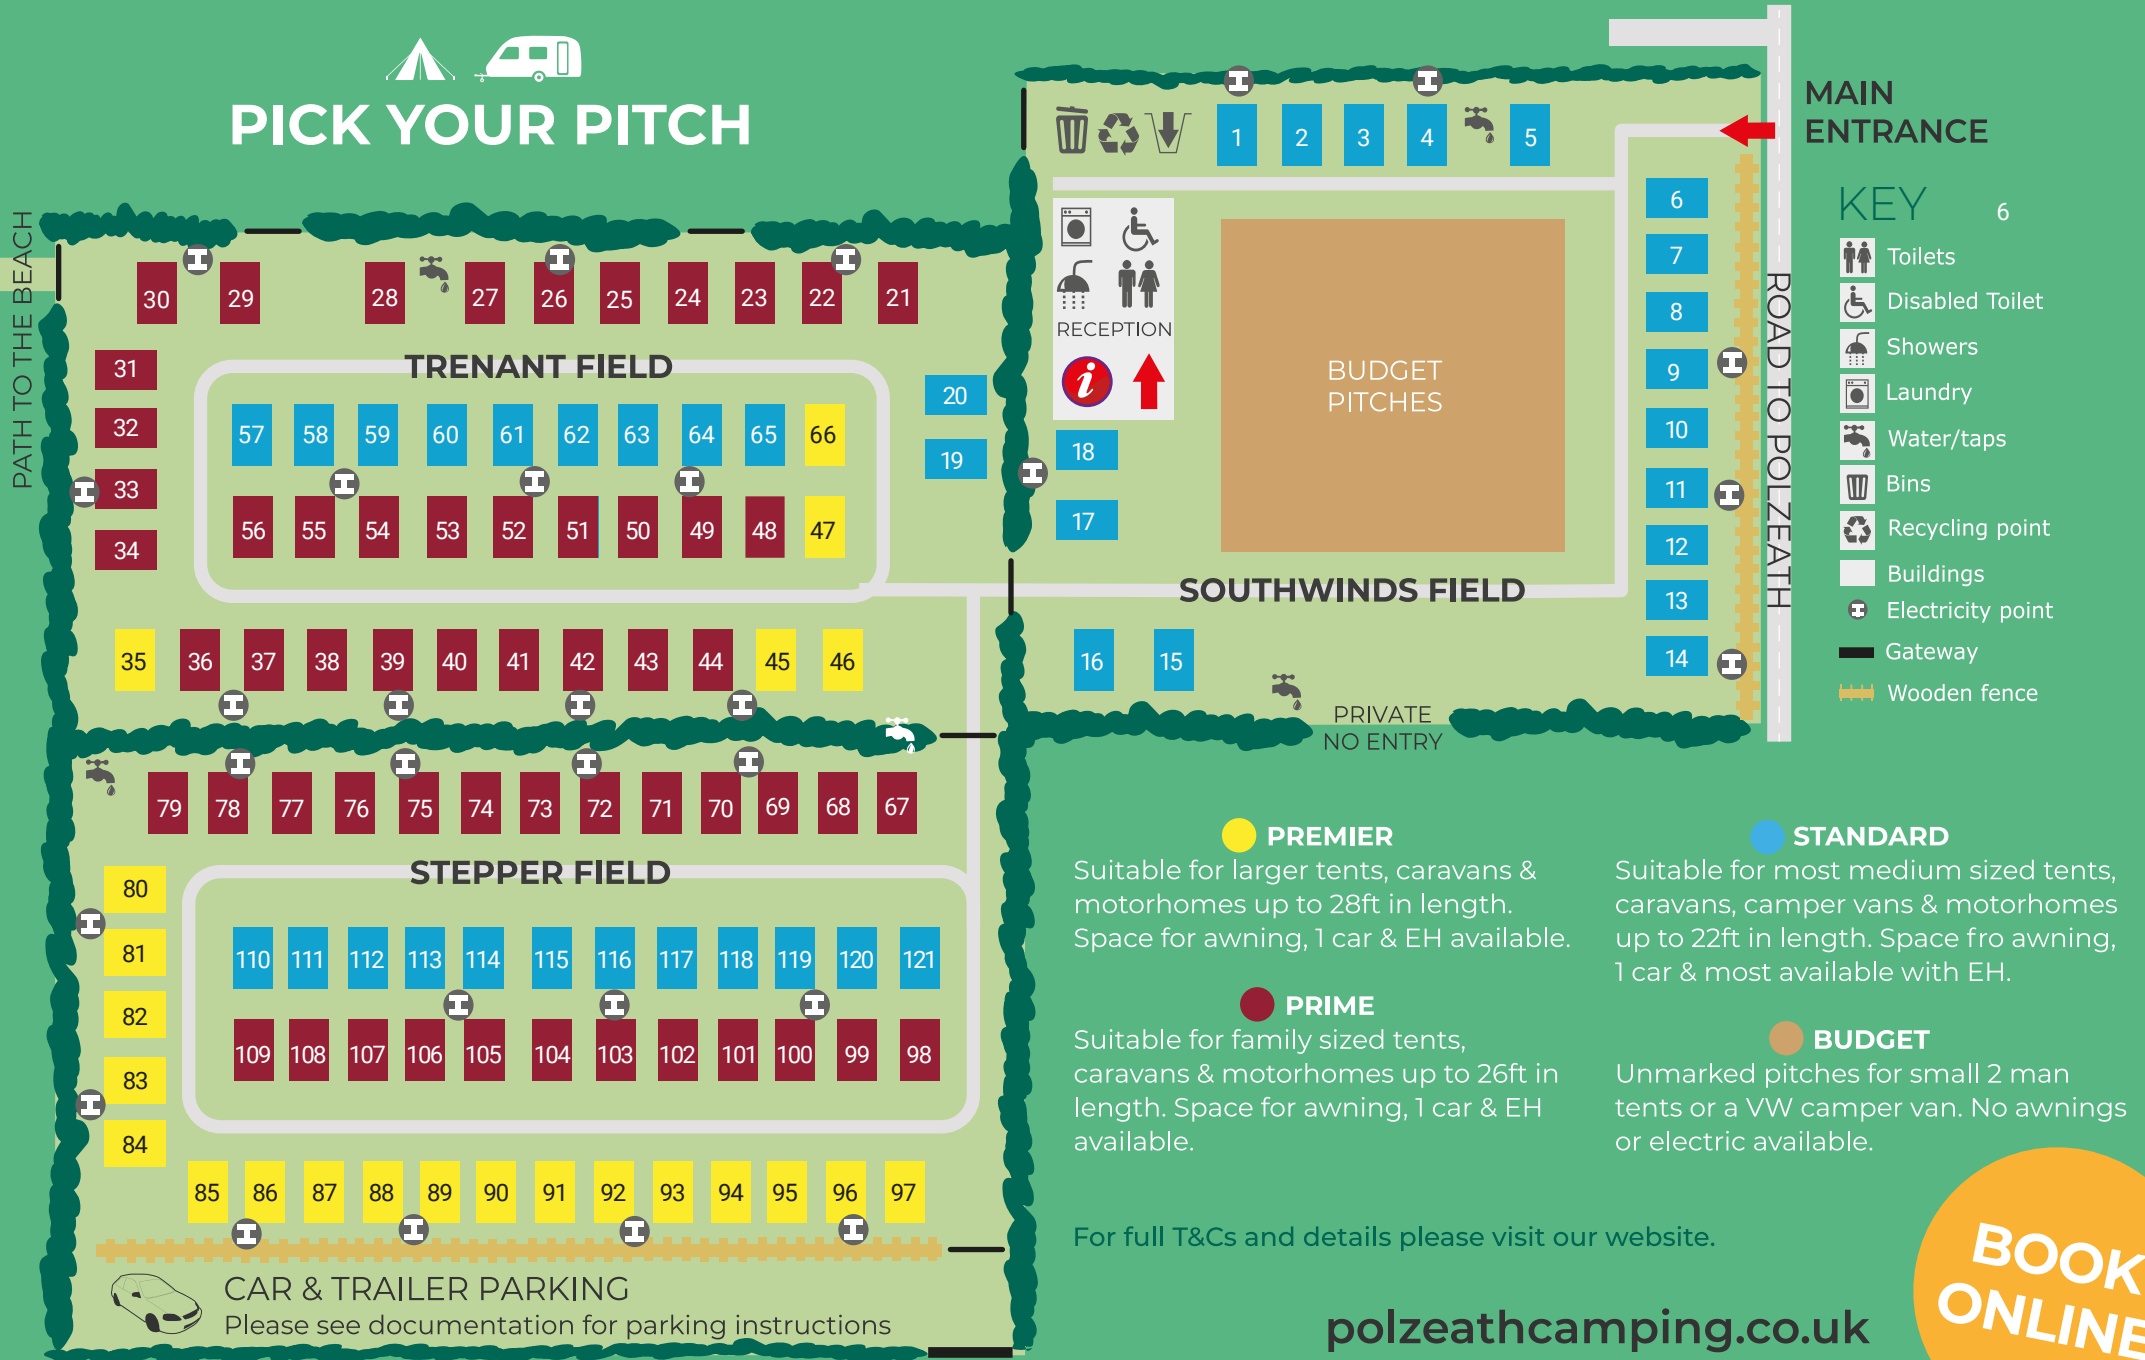 PICK YOUR PITCH
PATH TO THE BEACH
30 29 28 27 26 25 24 23 22 21
31
32
33
34
TRENANT FIELD
57 58 59 60 61 62 63 64 65 66
56 55 54 53 52 51 50 49 48 47
20
19
35 36 37 38 39 40 41 42 43 44 45 46
79 78 77 76 75 74 73 72 71 70 69 68 67
STEPPER FIELD
80
81
82
83
84
110 111 112 113 114 115 116 117 118 119 120 121
109 108 107 106 105 104 103 102 101 100 99 98
85 86 87 88 89 90 91 92 93 94 95 96 97
CAR & TRAILER PARKING
Please see documentation for parking instructions
1 2 3 4 5
RECEPTION
i
18
17
BUDGET
PITCHES
6
7
8
9
10
11
12
13
14
SOUTHWINDS FIELD
16 15
PRIVATE
NO ENTRY
ROAD TO POLZEATH
MAIN
ENTRANCE
KEY 6
Toilets
Disabled Toilet
Showers
Laundry
Water/taps
Bins
Recycling point
Buildings
Electricity point
Gateway
Wooden fence
PREMIER
Suitable for larger tents, caravans &
motorhomes up to 28ft in length.
Space for awning, 1 car & EH available.
PRIME
Suitable for family sized tents,
caravans & motorhomes up to 26ft in
length. Space for awning, 1 car & EH
available.
STANDARD
Suitable for most medium sized tents,
caravans, camper vans & motorhomes
up to 22ft in length. Space fro awning,
1 car & most available with EH.
BUDGET
Unmarked pitches for small 2 man
tents or a VW camper van. No awnings
or electric available.
For full T&Cs and details please visit our website.
polzeathcamping.co.uk
BOOK
ONLINE